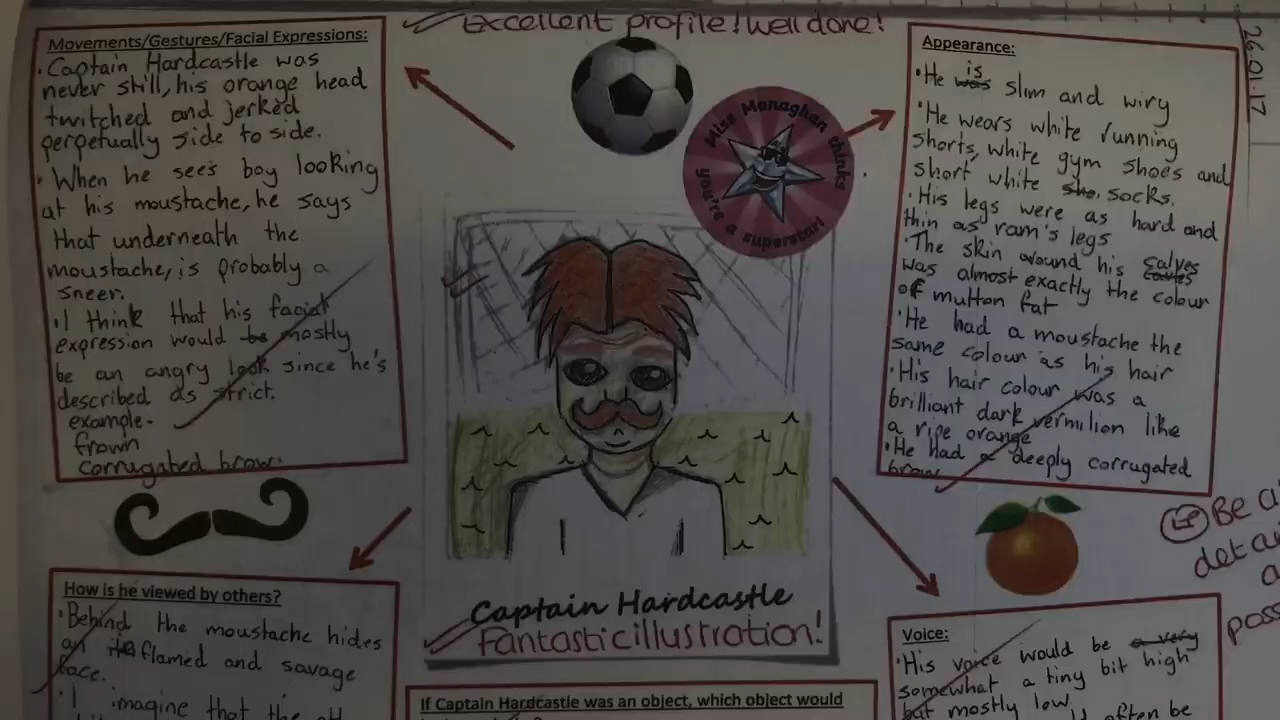 Excellent profile! Well done!
26.01.17
Movements/Gestures/Facial Expressions:
• Captain Hardcastle was
never still, his orange head
twitched and jerked
perpetually side to side.
• When he sees boy looking
at his moustache, he says
that underneath the
moustache, is probably a
sneer.
• I think that his facial
expression would be mostly
be an angry look since he's
described as strict.
example-
frown
corrugated brow.
Miss Monaghan thinks
you're a superstar!
Appearance:
• He was is slim and wiry
• He wears white running
shorts, white gym shoes and
short white sho. socks.
• His legs were as hard and
thin as ram's legs
• The skin around his calves
was almost exactly the colour
of mutton fat
• He had a moustache the
same colour as his hair
• His hair colour was a
brilliant dark vermilion like
a ripe orange
• He had a deeply corrugated
brow
Captain Hardcastle
Fantastic illustration!
How is he viewed by others?
• Behind the moustache hides
an flamed and savage
face.
• I imagine that the
If Captain Hardcastle was an object, which object would
Voice:
• His voice would be a very
somewhat a tiny bit high
but mostly low
often be
Be